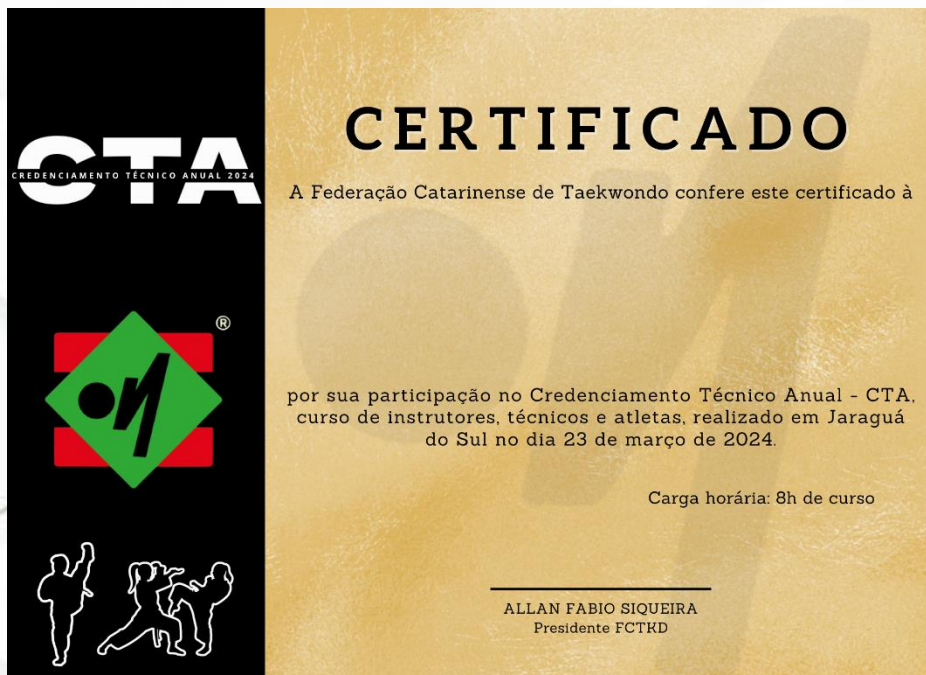 CTA
CREDENCIAMENTO TÉCNICO ANUAL 2024
®
CERTIFICADO
A Federação Catarinense de Taekwondo confere este certificado à
por sua participação no Credenciamento Técnico Anual - CTA,
curso de instrutores, técnicos e atletas, realizado em Jaraguá
do Sul no dia 23 de março de 2024.
Carga horária: 8h de curso
ALLAN FABIO SIQUEIRA
Presidente FCTKD